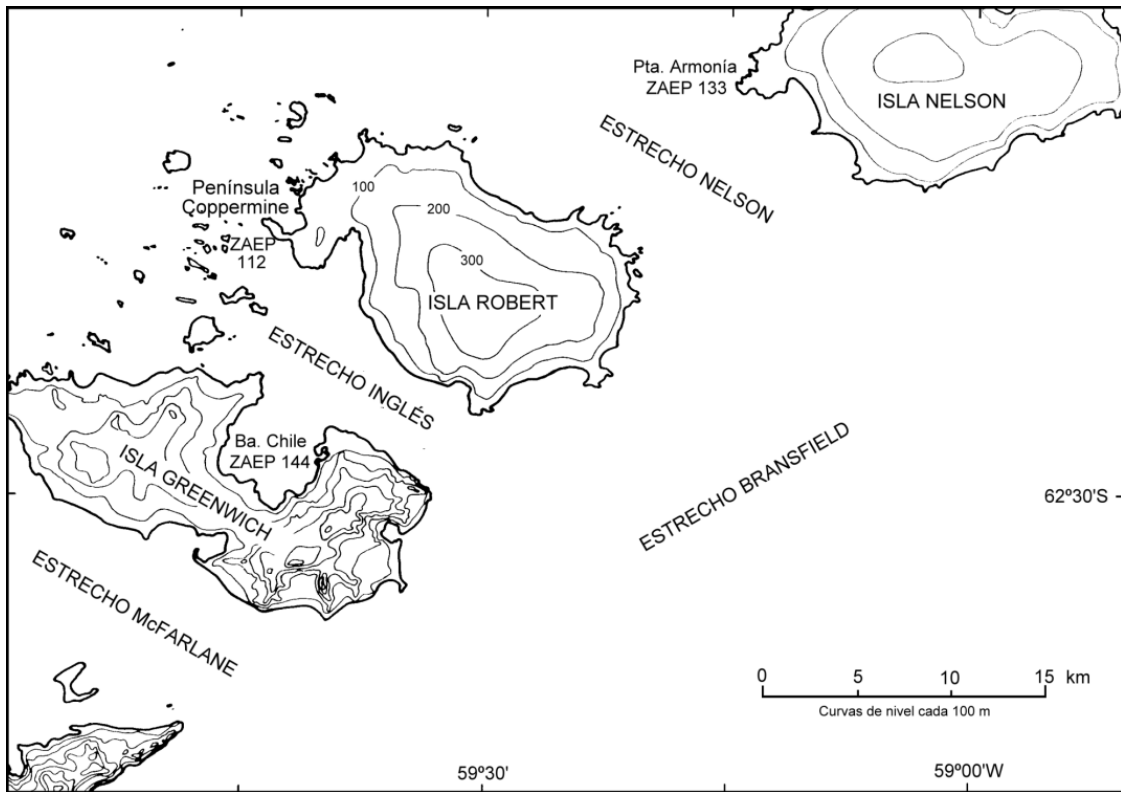 Pta. Armonía
ZAEP 133
ISLA NELSON
ESTRECHO NELSON
Península
Coppermine
100
200
ZAEP
112
300
ISLA ROBERT
ESTRECHO INGLÉS
Ba. Chile
ZAEP 144
ISLA GREENWICH
ESTRECHO BRANSFIELD
62º30'S
ESTRECHO McFARLANE
0 5 10 15 km
Curvas de nivel cada 100 m
59º30'
59º00'W